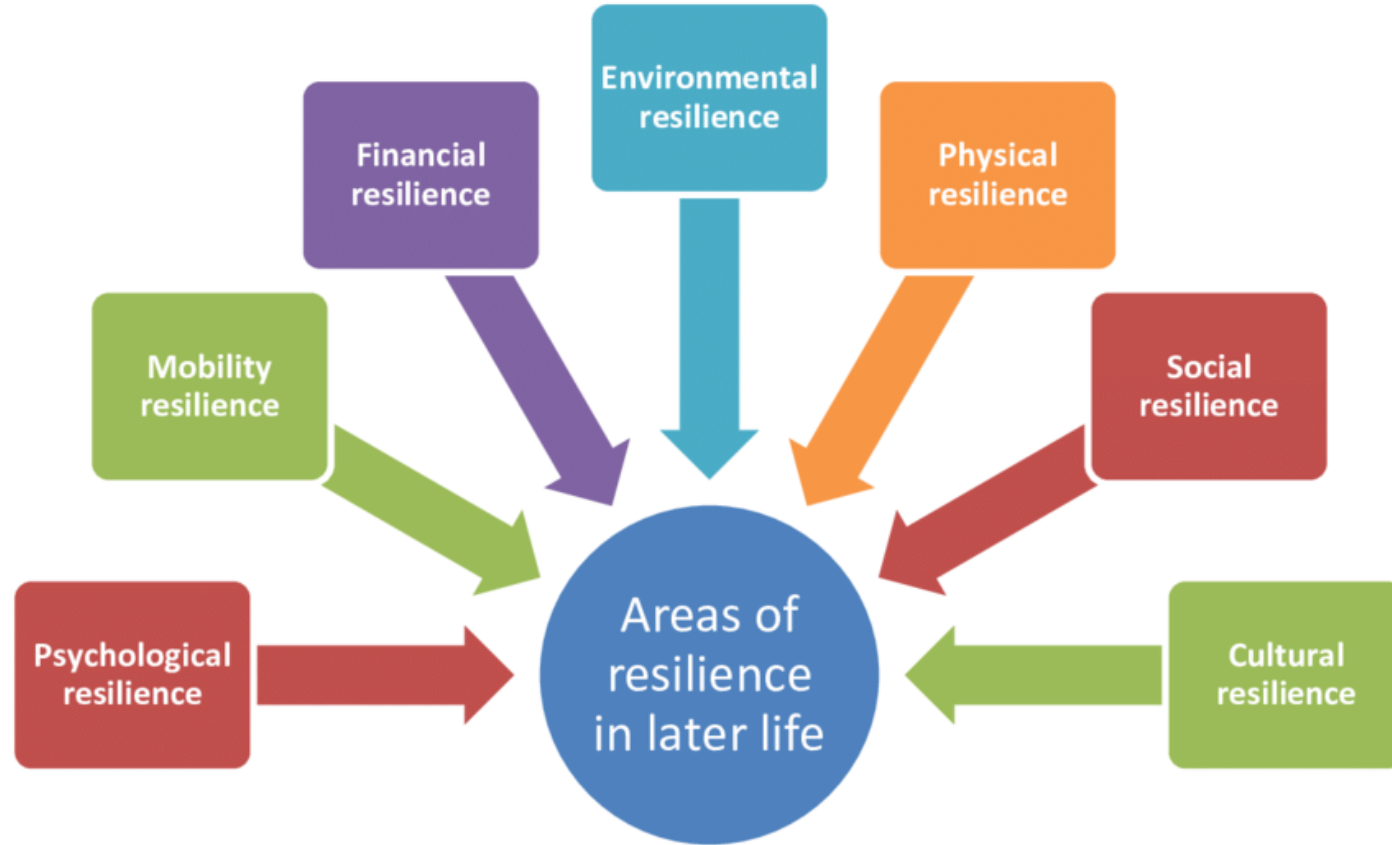 Environmental
resilience
Financial
resilience
Physical
resilience
Mobility
resilience
Social
resilience
Psychological
resilience
Areas of
resilience
in later life
Cultural
resilience